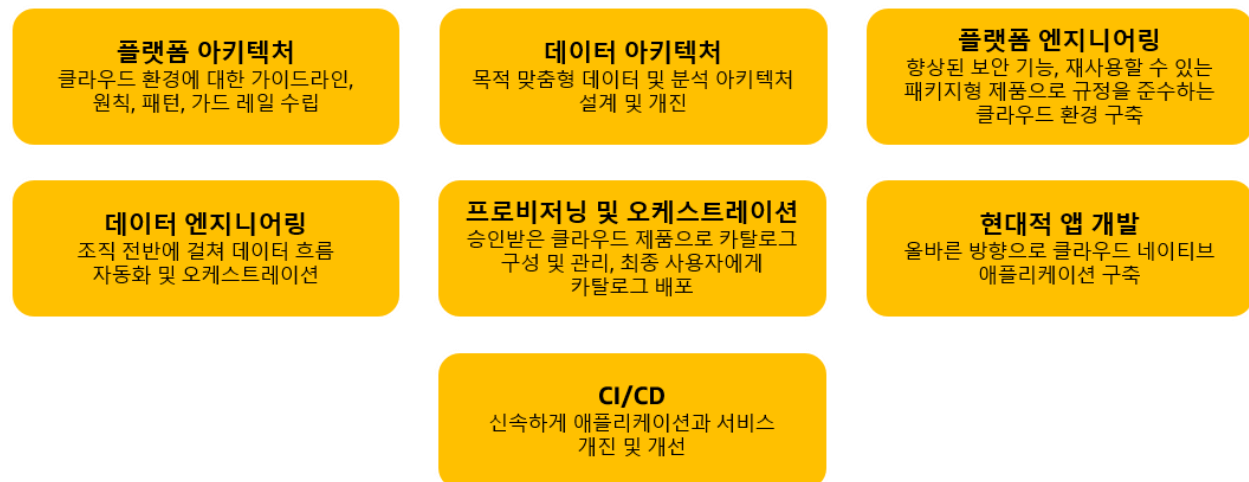 플랫폼 아키텍처
클라우드 환경에 대한 가이드라인,
원칙, 패턴, 가드 레일 수립
데이터 아키텍처
목적 맞춤형 데이터 및 분석 아키텍처
설계 및 개진
플랫폼 엔지니어링
향상된 보안 기능, 재사용할 수 있는
패키지형 제품으로 규정을 준수하는
클라우드 환경 구축
데이터 엔지니어링
조직 전반에 걸쳐 데이터 흐름
자동화 및 오케스트레이션
프로비저닝 및 오케스트레이션
승인받은 클라우드 제품으로 카탈로그
구성 및 관리, 최종 사용자에게
카탈로그 배포
현대적 앱 개발
올바른 방향으로 클라우드 네이티브
애플리케이션 구축
CI/CD
신속하게 애플리케이션과 서비스
개진 및 개선